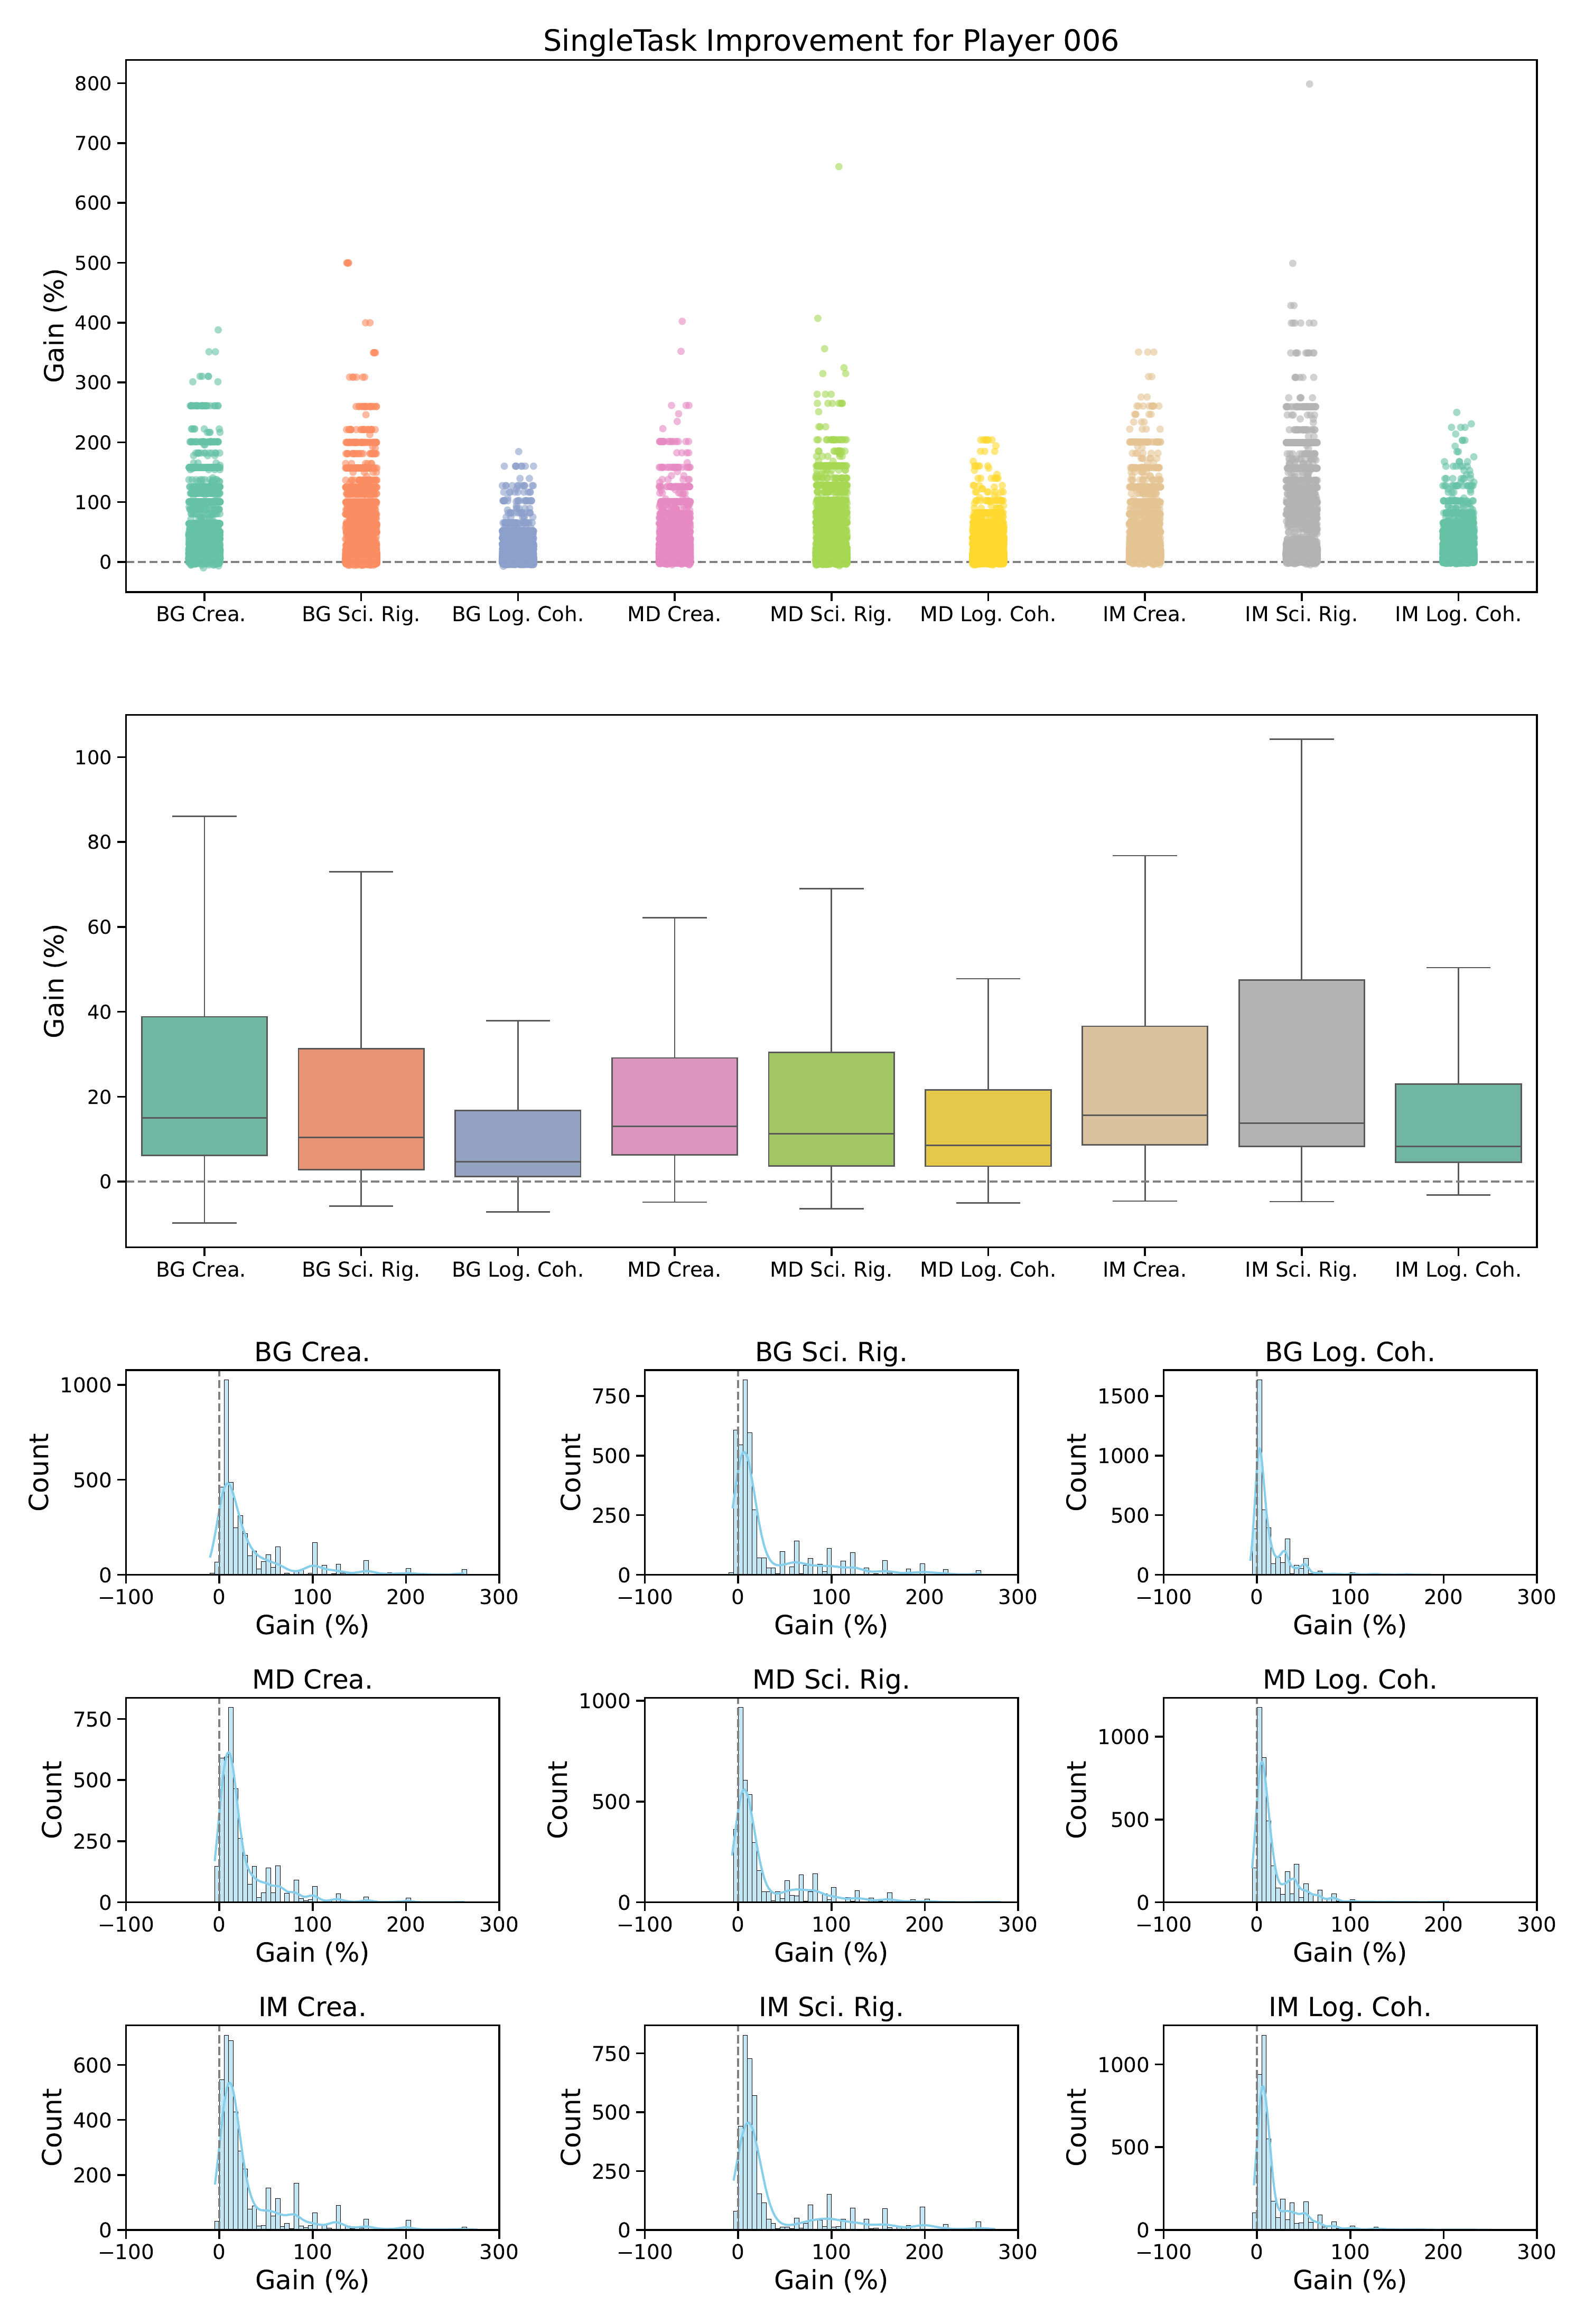 SingleTask Improvement for Player 006
Gain (%)
800
700
600
500
400
300
200
100
0
BG Crea. BG Sci. Rig. BG Log. Coh. MD Crea. MD Sci. Rig. MD Log. Coh. IM Crea. IM Sci. Rig. IM Log. Coh.
Gain (%)
100
80
60
40
20
0
BG Crea. BG Sci. Rig. BG Log. Coh. MD Crea. MD Sci. Rig. MD Log. Coh. IM Crea. IM Sci. Rig. IM Log. Coh.
BG Crea.
Count
1000
500
0
−100 0 100 200 300
Gain (%)
BG Sci. Rig.
Count
750
500
250
0
−100 0 100 200 300
Gain (%)
BG Log. Coh.
Count
1500
1000
500
0
−100 0 100 200 300
Gain (%)
MD Crea.
Count
750
500
250
0
−100 0 100 200 300
Gain (%)
MD Sci. Rig.
Count
1000
500
0
−100 0 100 200 300
Gain (%)
MD Log. Coh.
Count
1000
500
0
−100 0 100 200 300
Gain (%)
IM Crea.
Count
600
400
200
0
−100 0 100 200 300
Gain (%)
IM Sci. Rig.
Count
750
500
250
0
−100 0 100 200 300
Gain (%)
IM Log. Coh.
Count
1000
500
0
−100 0 100 200 300
Gain (%)